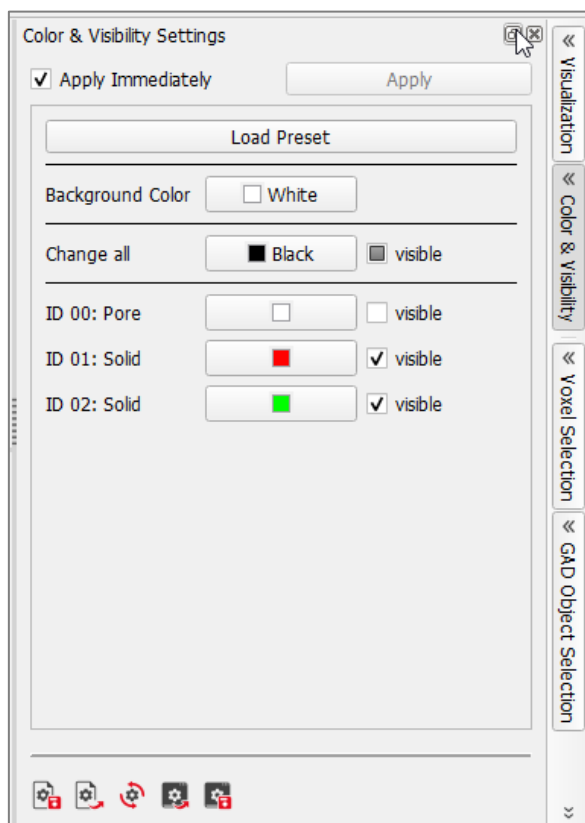 Color & Visibility Settings
Apply Immediately
Apply
Load Preset
Background Color
White
Change all
Black
visible
ID 00: Pore
visible
ID 01: Solid
visible
ID 02: Solid
visible
Visualization
Color & Visibility
Voxel Selection
GAD Object Selection